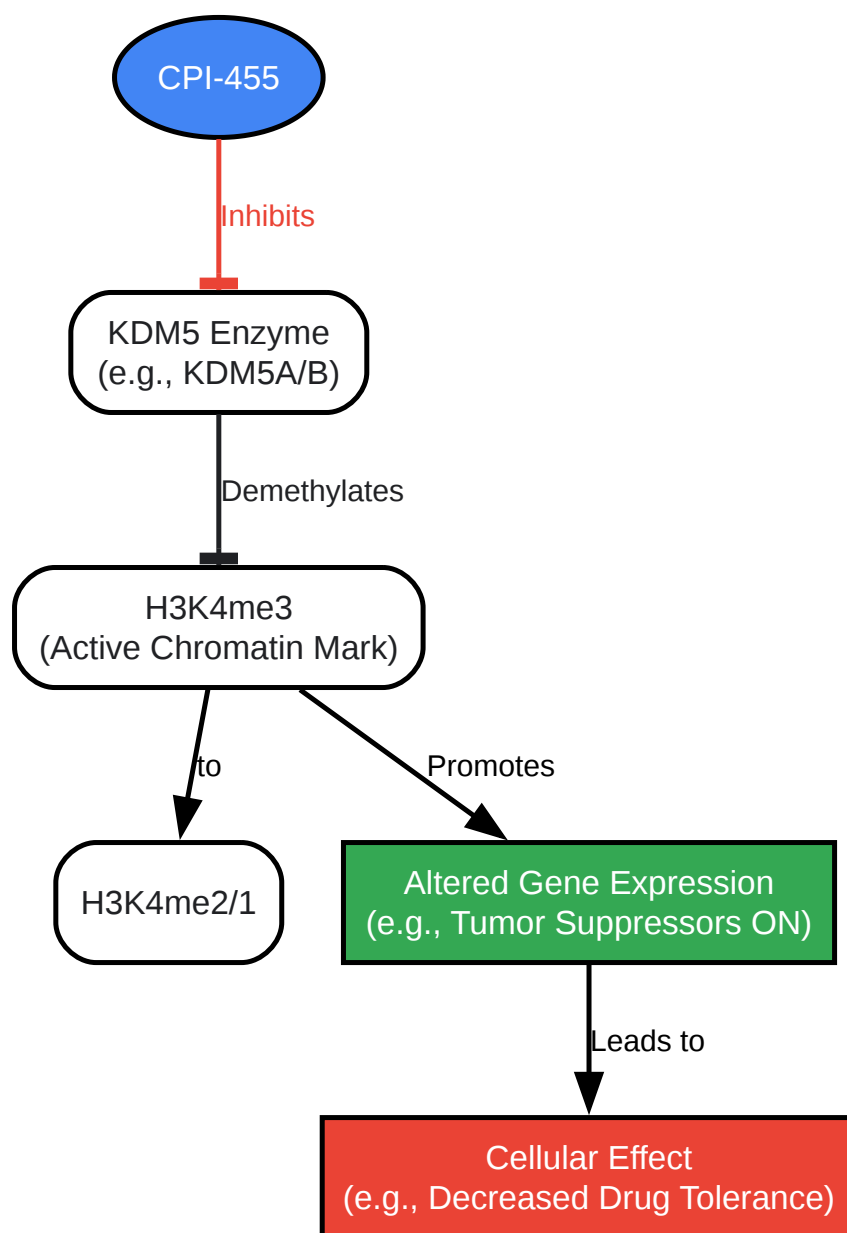 CPI-455
Inhibits
KDM5 Enzyme
(e.g., KDM5A/B)
Demethylates
H3K4me3
(Active Chromatin Mark)
to
Promotes
H3K4me2/1
Altered Gene Expression
(e.g., Tumor Suppressors ON)
Leads to
Cellular Effect
(e.g., Decreased Drug Tolerance)